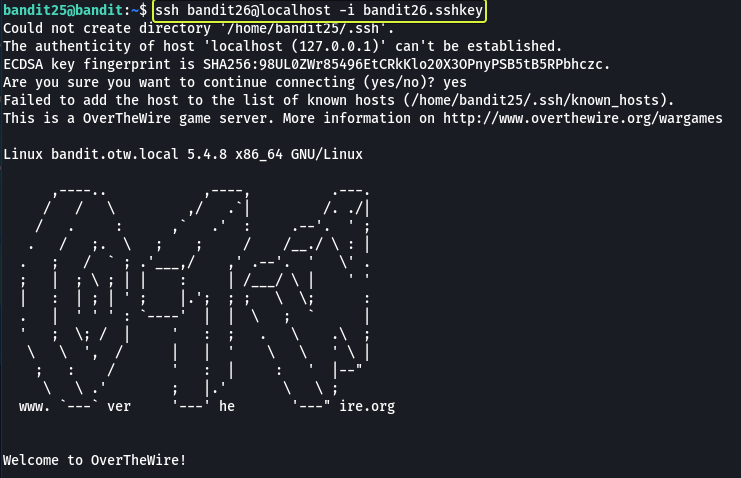 bandit25@bandit:~$ ssh bandit26@localhost -i bandit26.sshkey
Could not create directory '/home/bandit25/.ssh'.
The authenticity of host 'localhost (127.0.0.1)' can't be established.
ECDSA key fingerprint is SHA256:98UL0ZWr85496EtCRkKlo20X3OPnyPSB5tB5RPbhczc.
Are you sure you want to continue connecting (yes/no)? yes
Failed to add the host to the list of known hosts (/home/bandit25/.ssh/known_hosts).
This is a OverTheWire game server. More information on http://www.overthewire.org/wargames
Linux bandit.otw.local 5.4.8 x86_64 GNU/Linux
www. ver he ire.org
Welcome to OverTheWire!